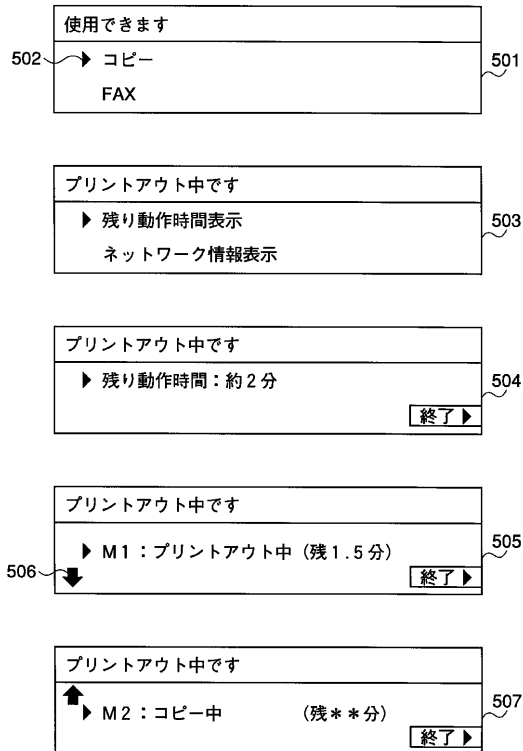 使用できます
502 ▶ コピー 501
FAX
プリントアウト中です
▶ 残り動作時間表示 503
ネットワーク情報表示
プリントアウト中です
▶ 残り動作時間：約2分 504
終了▶
プリントアウト中です
▶ M1：プリントアウト中（残1.5分） 505
506 終了▶
プリントアウト中です
▶ M2：コピー中 （残＊＊分） 507
終了▶